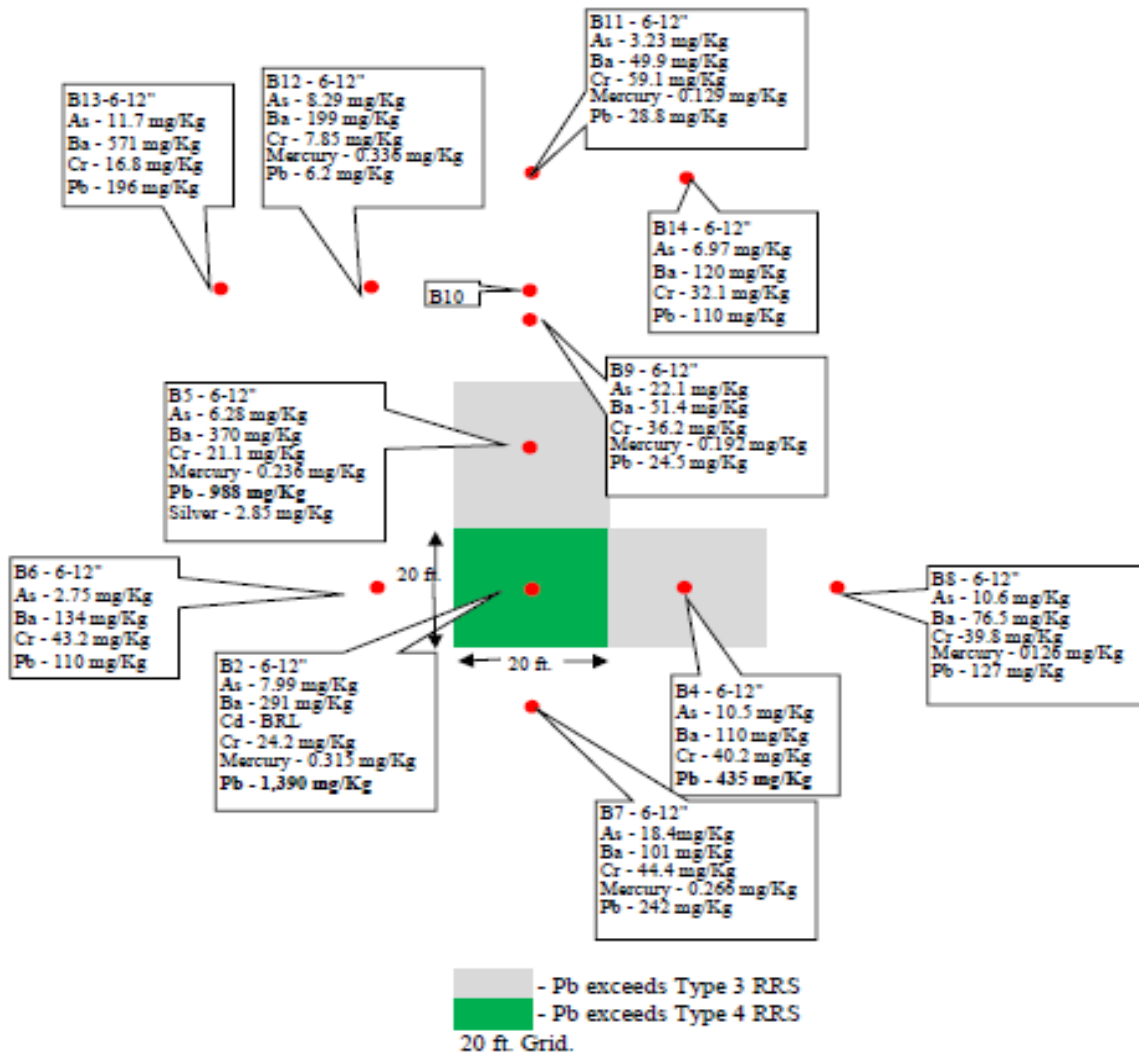 B11 - 6-12"
As - 3.23 mg/Kg
Ba - 49.9 mg/Kg
Cr - 59.1 mg/Kg
Mercury - 0.129 mg/Kg
Pb - 28.8 mg/Kg
B12 - 6-12"
As - 8.29 mg/Kg
Ba - 199 mg/Kg
Cr - 7.85 mg/Kg
Mercury - 0.336 mg/Kg
Pb - 6.2 mg/Kg
B13-6-12"
As - 11.7 mg/Kg
Ba - 571 mg/Kg
Cr - 16.8 mg/Kg
Pb - 196 mg/Kg
B14 - 6-12"
As - 6.97 mg/Kg
Ba - 120 mg/Kg
Cr - 32.1 mg/Kg
Pb - 110 mg/Kg
B10
B9 - 6-12"
As - 22.1 mg/Kg
Ba - 51.4 mg/Kg
Cr - 36.2 mg/Kg
Mercury - 0.192 mg/Kg
Pb - 24.5 mg/Kg
B5 - 6-12"
As - 6.28 mg/Kg
Ba - 370 mg/Kg
Cr - 21.1 mg/Kg
Mercury - 0.236 mg/Kg
Pb - 988 mg/Kg
Silver - 2.85 mg/Kg
20 ft.
B6 - 6-12"
As - 2.75 mg/Kg
Ba - 134 mg/Kg
Cr - 43.2 mg/Kg
Pb - 110 mg/Kg
B8 - 6-12"
As - 10.6 mg/Kg
Ba - 76.5 mg/Kg
Cr -39.8 mg/Kg
Mercury - 0126 mg/Kg
Pb - 127 mg/Kg
20 ft.
B2 - 6-12"
As - 7.99 mg/Kg
Ba - 291 mg/Kg
Cd - BRL
Cr - 24.2 mg/Kg
Mercury - 0.315 mg/Kg
Pb - 1,390 mg/Kg
B4 - 6-12"
As - 10.5 mg/Kg
Ba - 110 mg/Kg
Cr - 40.2 mg/Kg
Pb - 435 mg/Kg
B7 - 6-12"
As - 18.4mg/Kg
Ba - 101 mg/Kg
Cr - 44.4 mg/Kg
Mercury - 0.266 mg/Kg
Pb - 242 mg/Kg
- Pb exceeds Type 3 RRS
- Pb exceeds Type 4 RRS
20 ft. Grid.